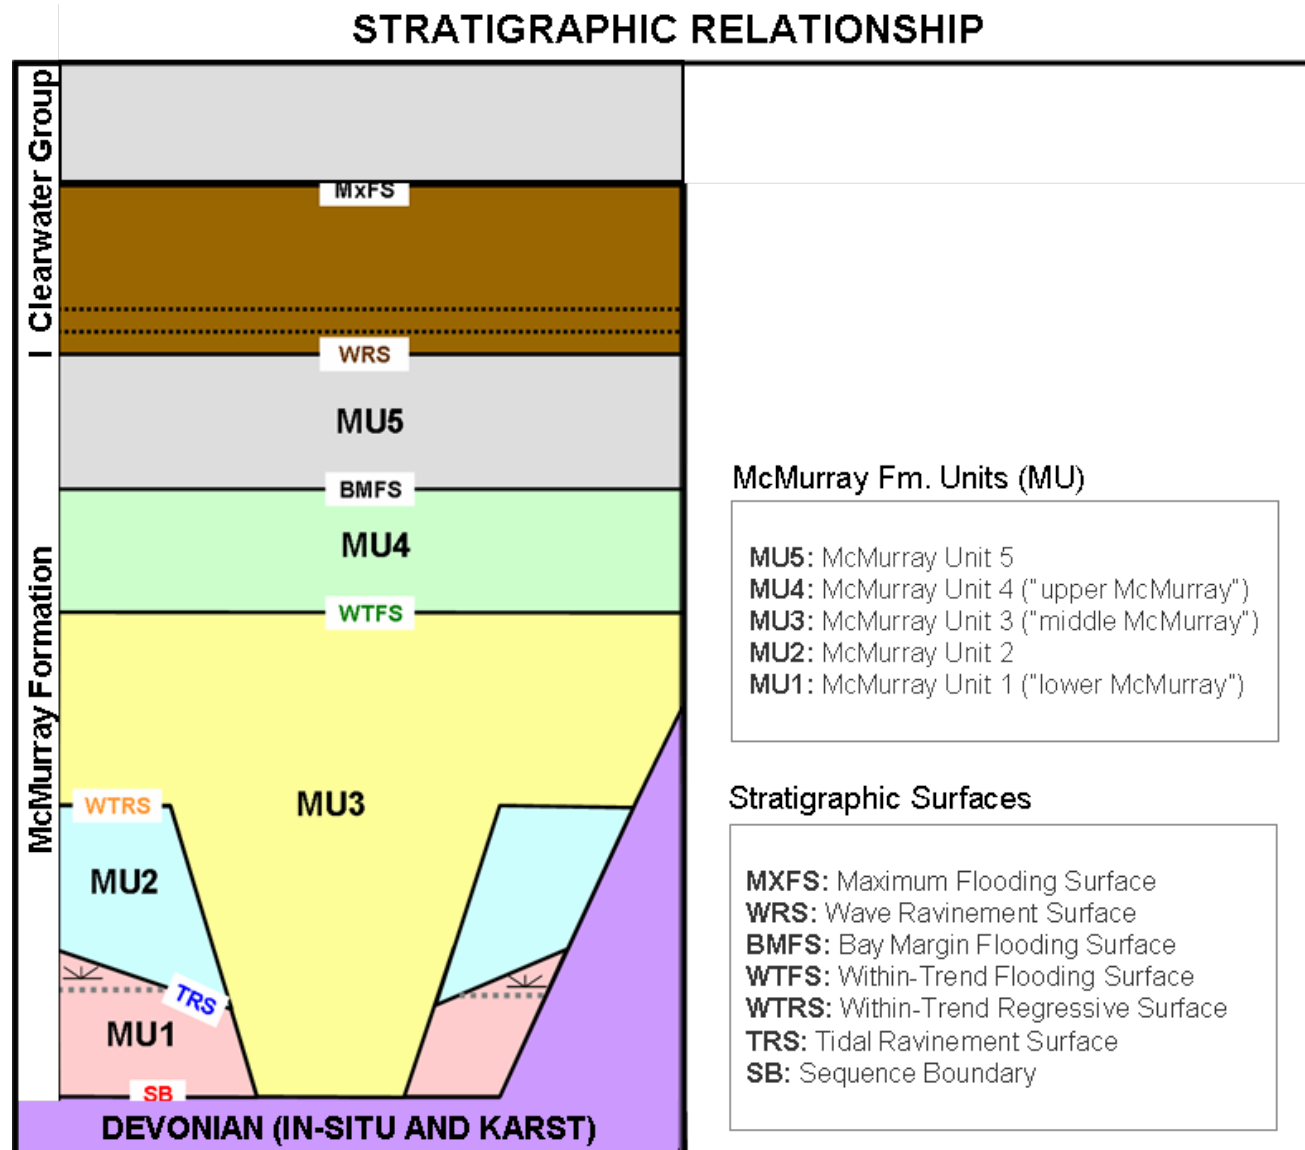 STRATIGRAPHIC RELATIONSHIP
I Clearwater Group
McMurray Formation
MxFS
WRS
MU5
BMFS
MU4
WTFS
WTRS
MU3
MU2
TRS
MU1
SB
DEVONIAN (IN-SITU AND KARST)
McMurray Fm. Units (MU)
MU5: McMurray Unit 5
MU4: McMurray Unit 4 ("upper McMurray")
MU3: McMurray Unit 3 ("middle McMurray")
MU2: McMurray Unit 2
MU1: McMurray Unit 1 ("lower McMurray")
Stratigraphic Surfaces
MXFS: Maximum Flooding Surface
WRS: Wave Ravinement Surface
BMFS: Bay Margin Flooding Surface
WTFS: Within-Trend Flooding Surface
WTRS: Within-Trend Regressive Surface
TRS: Tidal Ravinement Surface
SB: Sequence Boundary